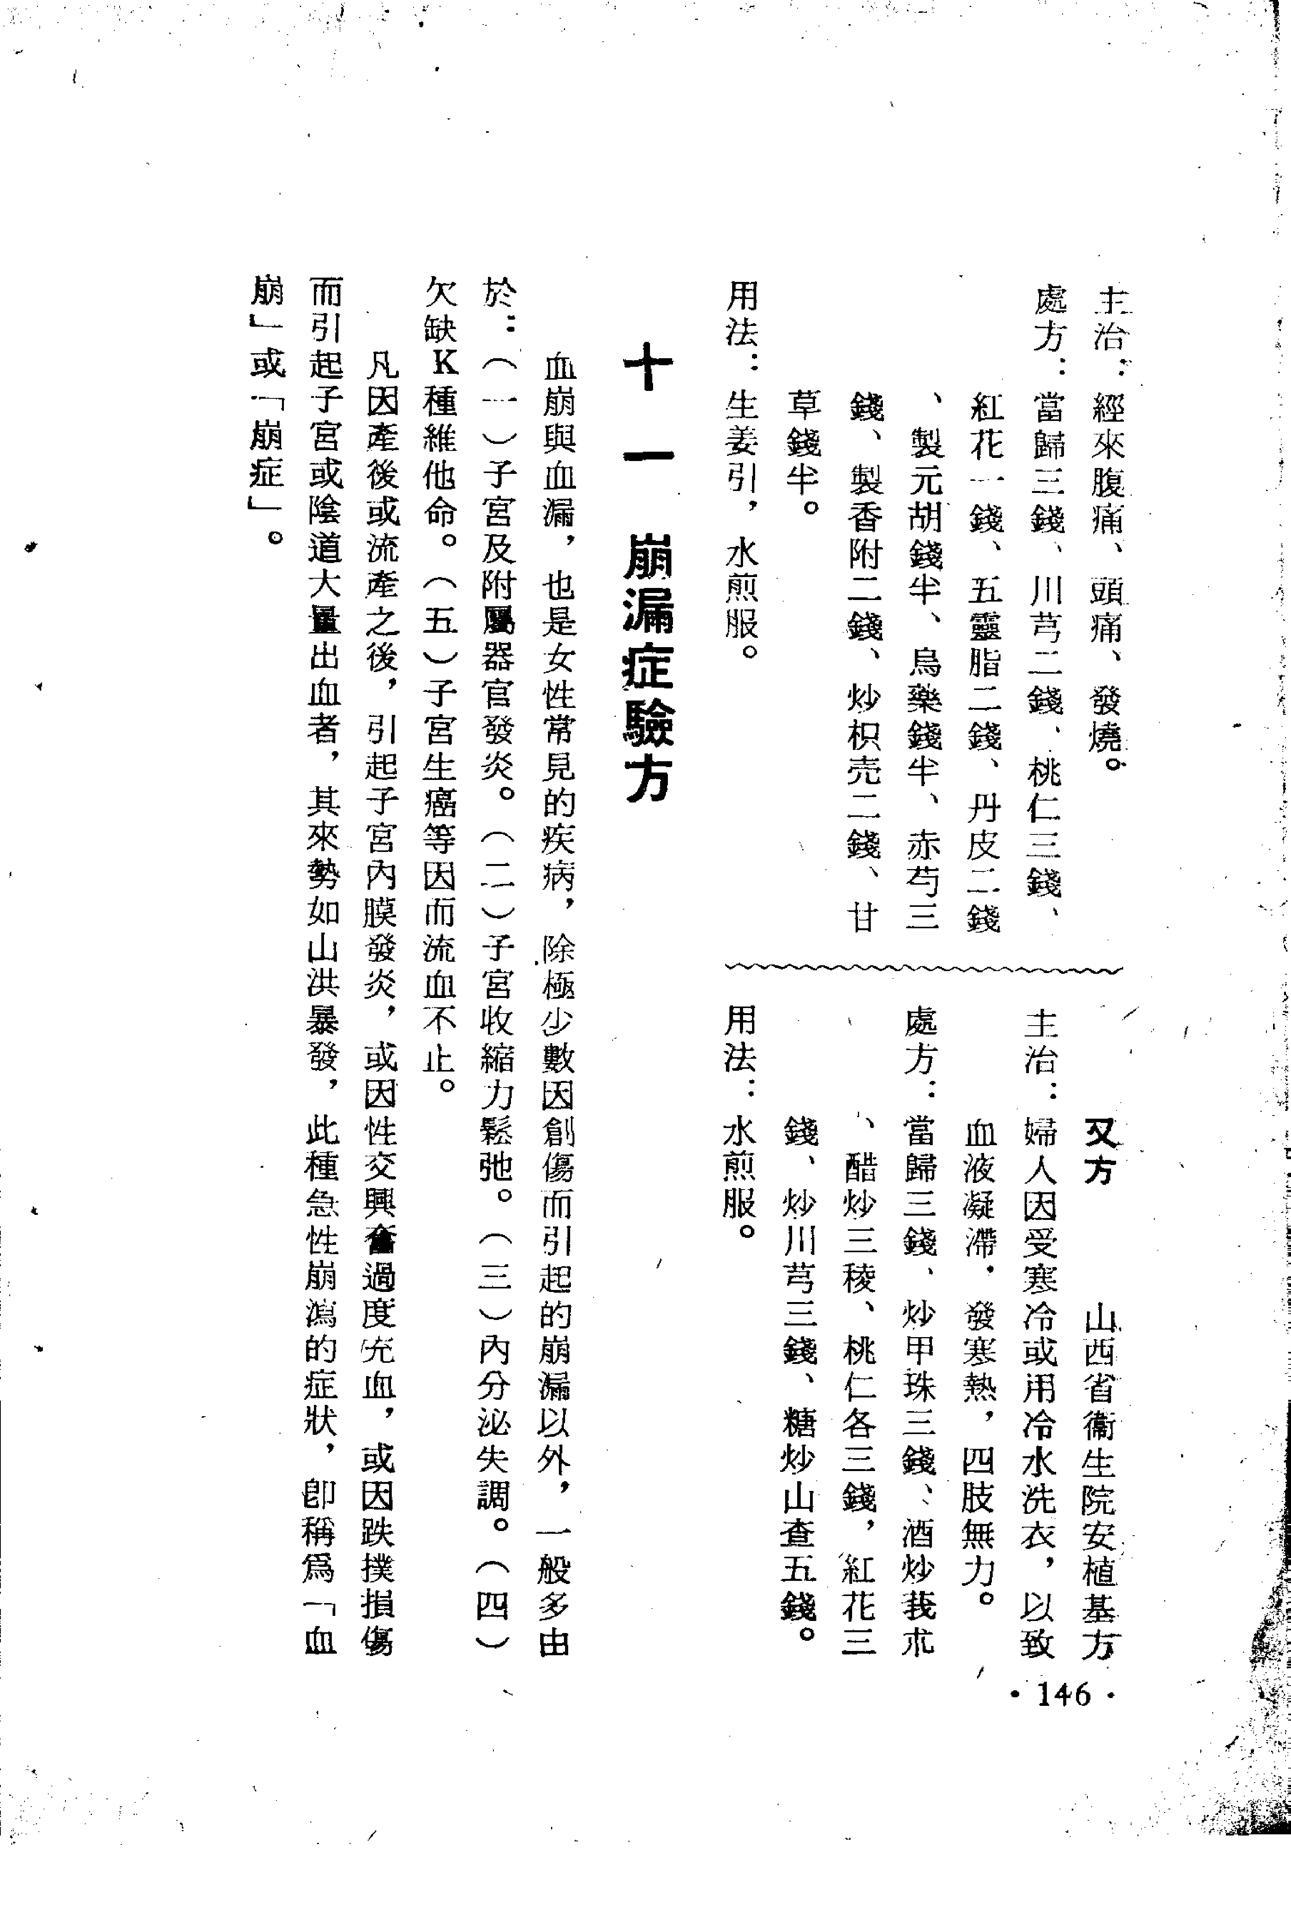 主治：經來腹痛、頭痛、發燒。
處方：當歸三錢、川芎二錢、桃仁三錢、
紅花一錢、五靈脂二錢、丹皮二錢
、製元胡錢半、烏藥錢半、赤芍三
錢、製香附二錢、炒枳壳二錢、甘
草錢半。
用法：生姜引，水煎服。
又方　山西省衞生院安植基方
主治：婦人因受寒冷或用冷水洗衣，以致
血液凝滯．發寒熱，四肢無力。
處方：當歸三錢、炒甲珠三錢、酒炒莪朮
、醋炒三稜、桃仁各三錢，紅花三
錢、炒川芎三錢、糖炒山查五錢。
用法：水煎服。
十一　崩漏症驗方
血崩與血漏，也是女性常見的疾病，除極少數因創傷而引起的崩漏以外，一般多由
於：（一）子宮及附屬器官發炎。（二）子宮收縮力鬆弛。（三）內分泌失調。（四）
欠缺K種維他命。（五）子宮生癌等因而流血不止。
凡因產後或流產之後，引起子宮內膜發炎，或因性交興奮過度充血，或因跌撲損傷
而引起子宮或陰道大量出血者，其來勢如山洪暴發，此種急性崩瀉的症狀，卽稱爲「血
崩」或「崩症」。
·146·